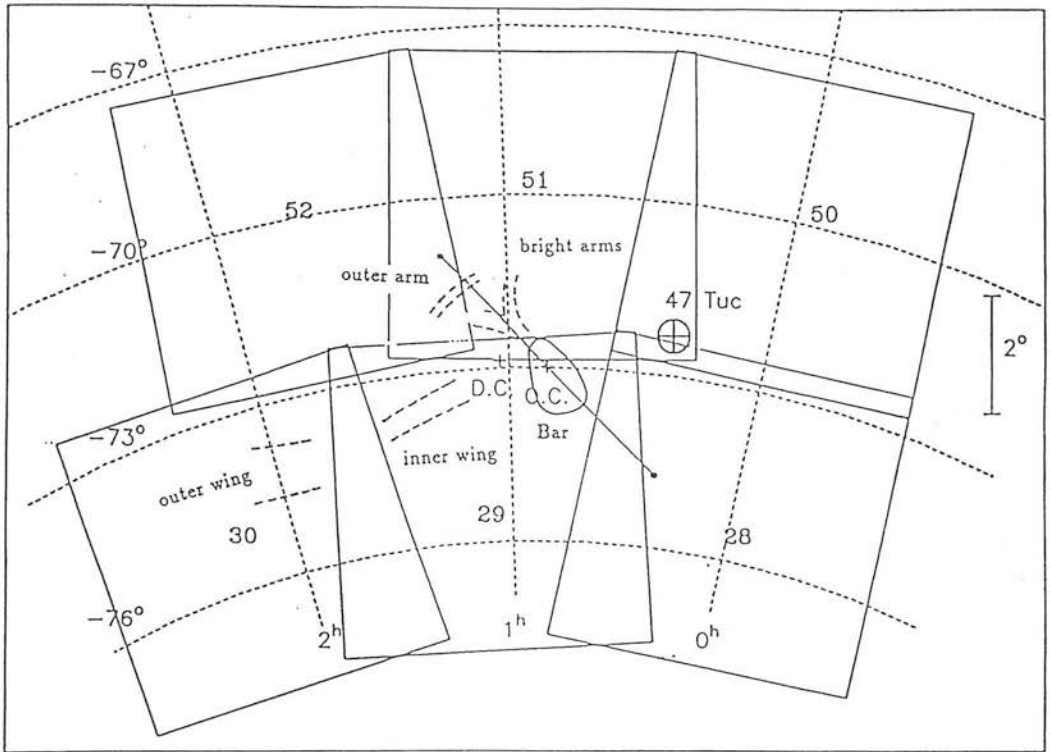 -67°
51
52
50
-70°
bright arms
outer arm
47 Tuc
2°
D.C
O.C.
-73°
Bar
inner wing
outer wing
29
30
28
-76°
2h
1h
0h